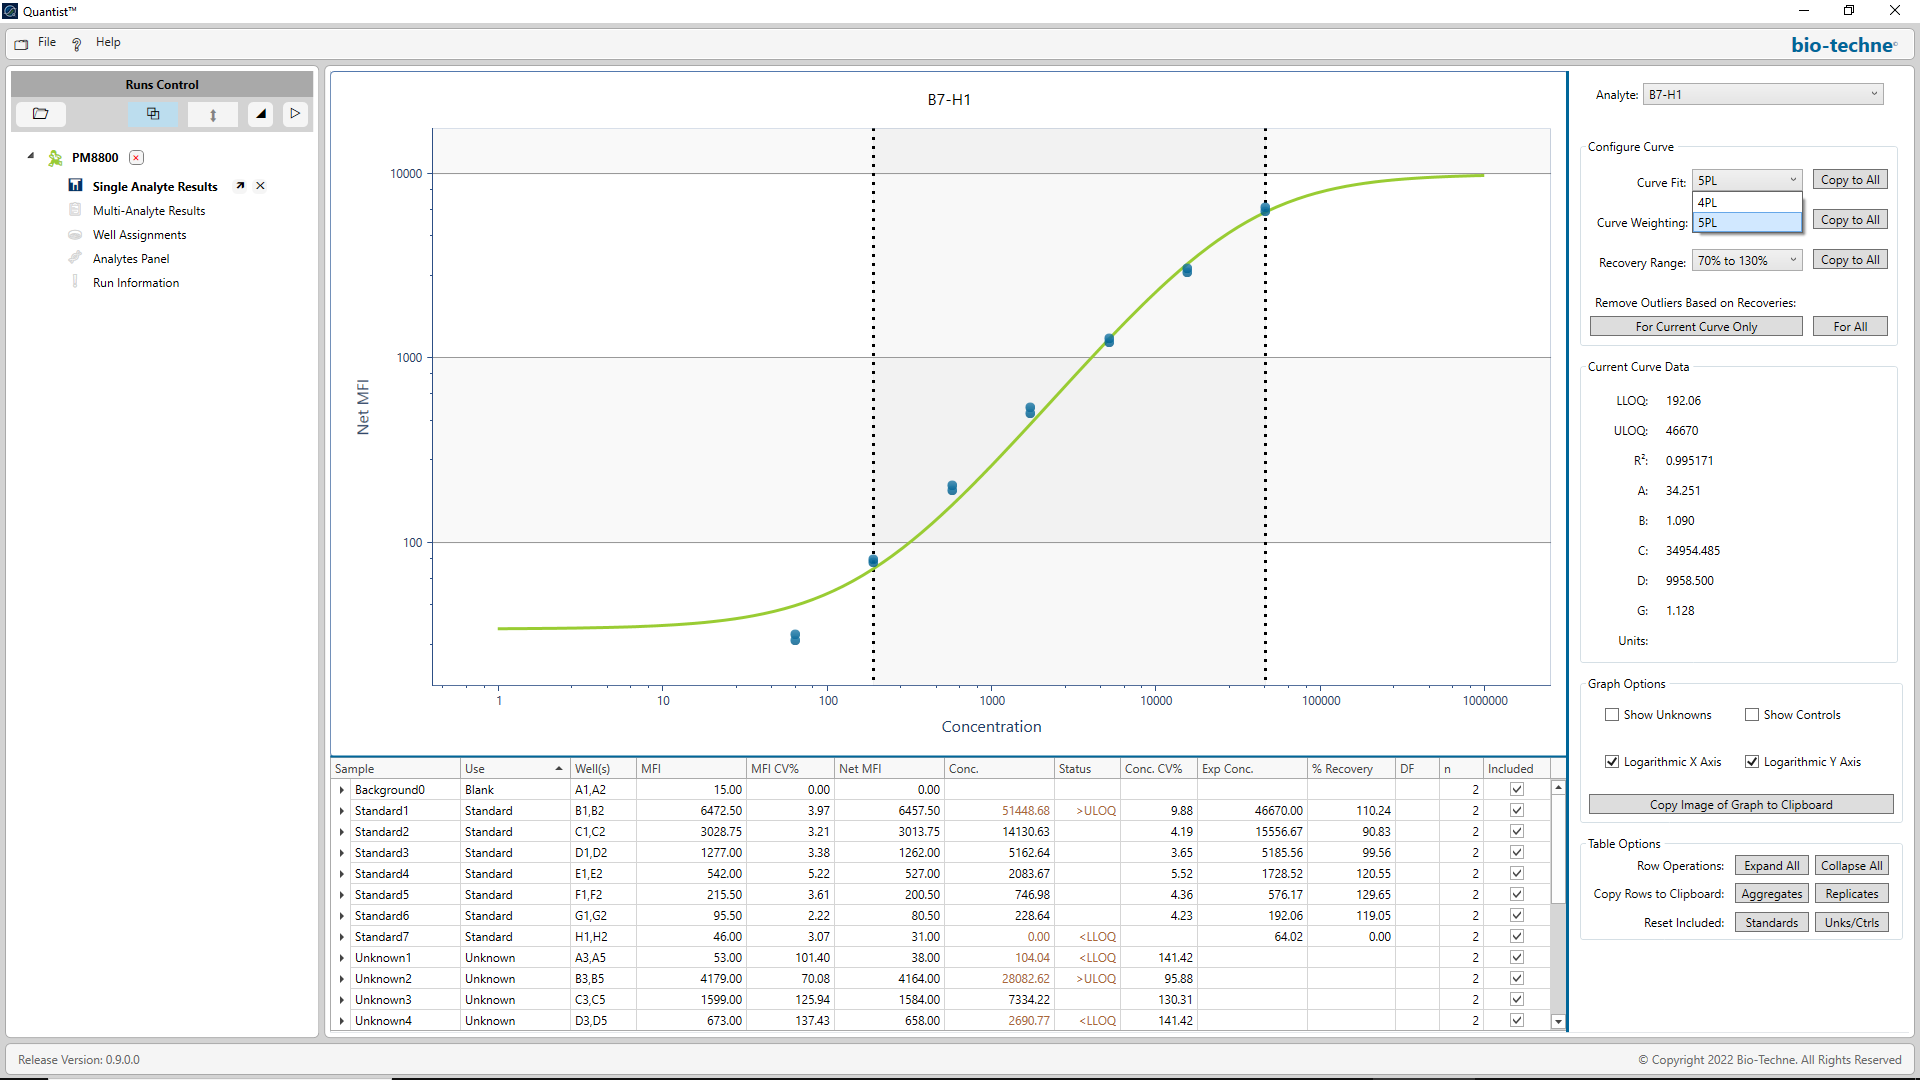 Quantist™
File Help
bio-techne
Runs Control
PM8800
Single Analyte Results
Multi-Analyte Results
Well Assignments
Analytes Panel
Run Information
B7-H1
Net MFI
10000
1000
100
1 10 100 1000 10000 100000 1000000
Concentration
Analyte: B7-H1
Configure Curve
Curve Fit: 5PL Copy to All
4PL
5PL
Curve Weighting: Copy to All
Recovery Range: 70% to 130% Copy to All
Remove Outliers Based on Recoveries:
For Current Curve Only For All
Current Curve Data
LLOQ: 192.06
ULOQ: 46670
R²: 0.995171
A: 34.251
B: 1.090
C: 34954.485
D: 9958.500
G: 1.128
Units:
Graph Options
Show Unknowns Show Controls
Logarithmic X Axis Logarithmic Y Axis
Copy Image of Graph to Clipboard
Table Options
Row Operations: Expand All Collapse All
Copy Rows to Clipboard: Aggregates Replicates
Reset Included: Standards Unks/Ctrls
Sample Use Well(s) MFI MFI CV% Net MFI Conc. Status Conc. CV% Exp Conc. % Recovery DF n Included
Background0 Blank A1,A2 15.00 0.00 0.00 2
Standard1 Standard B1,B2 6472.50 3.97 6457.50 51448.68 >ULOQ 9.88 46670.00 110.24 2
Standard2 Standard C1,C2 3028.75 3.21 3013.75 14130.63 4.19 15556.67 90.83 2
Standard3 Standard D1,D2 1277.00 3.38 1262.00 5162.64 3.65 5185.56 99.56 2
Standard4 Standard E1,E2 542.00 5.22 527.00 2083.67 5.52 1728.52 120.55 2
Standard5 Standard F1,F2 215.50 3.61 200.50 746.98 4.36 576.17 129.65 2
Standard6 Standard G1,G2 95.50 2.22 80.50 228.64 4.23 192.06 119.05 2
Standard7 Standard H1,H2 46.00 3.07 31.00 0.00 <LLOQ 64.02 0.00 2
Unknown1 Unknown A3,A5 53.00 101.40 38.00 104.04 <LLOQ 141.42 2
Unknown2 Unknown B3,B5 4179.00 70.08 4164.00 28082.62 >ULOQ 95.88 2
Unknown3 Unknown C3,C5 1599.00 125.94 1584.00 7334.22 130.31 2
Unknown4 Unknown D3,D5 673.00 137.43 658.00 2690.77 <LLOQ 141.42 2
Release Version: 0.9.0.0
© Copyright 2022 Bio-Techne. All Rights Reserved